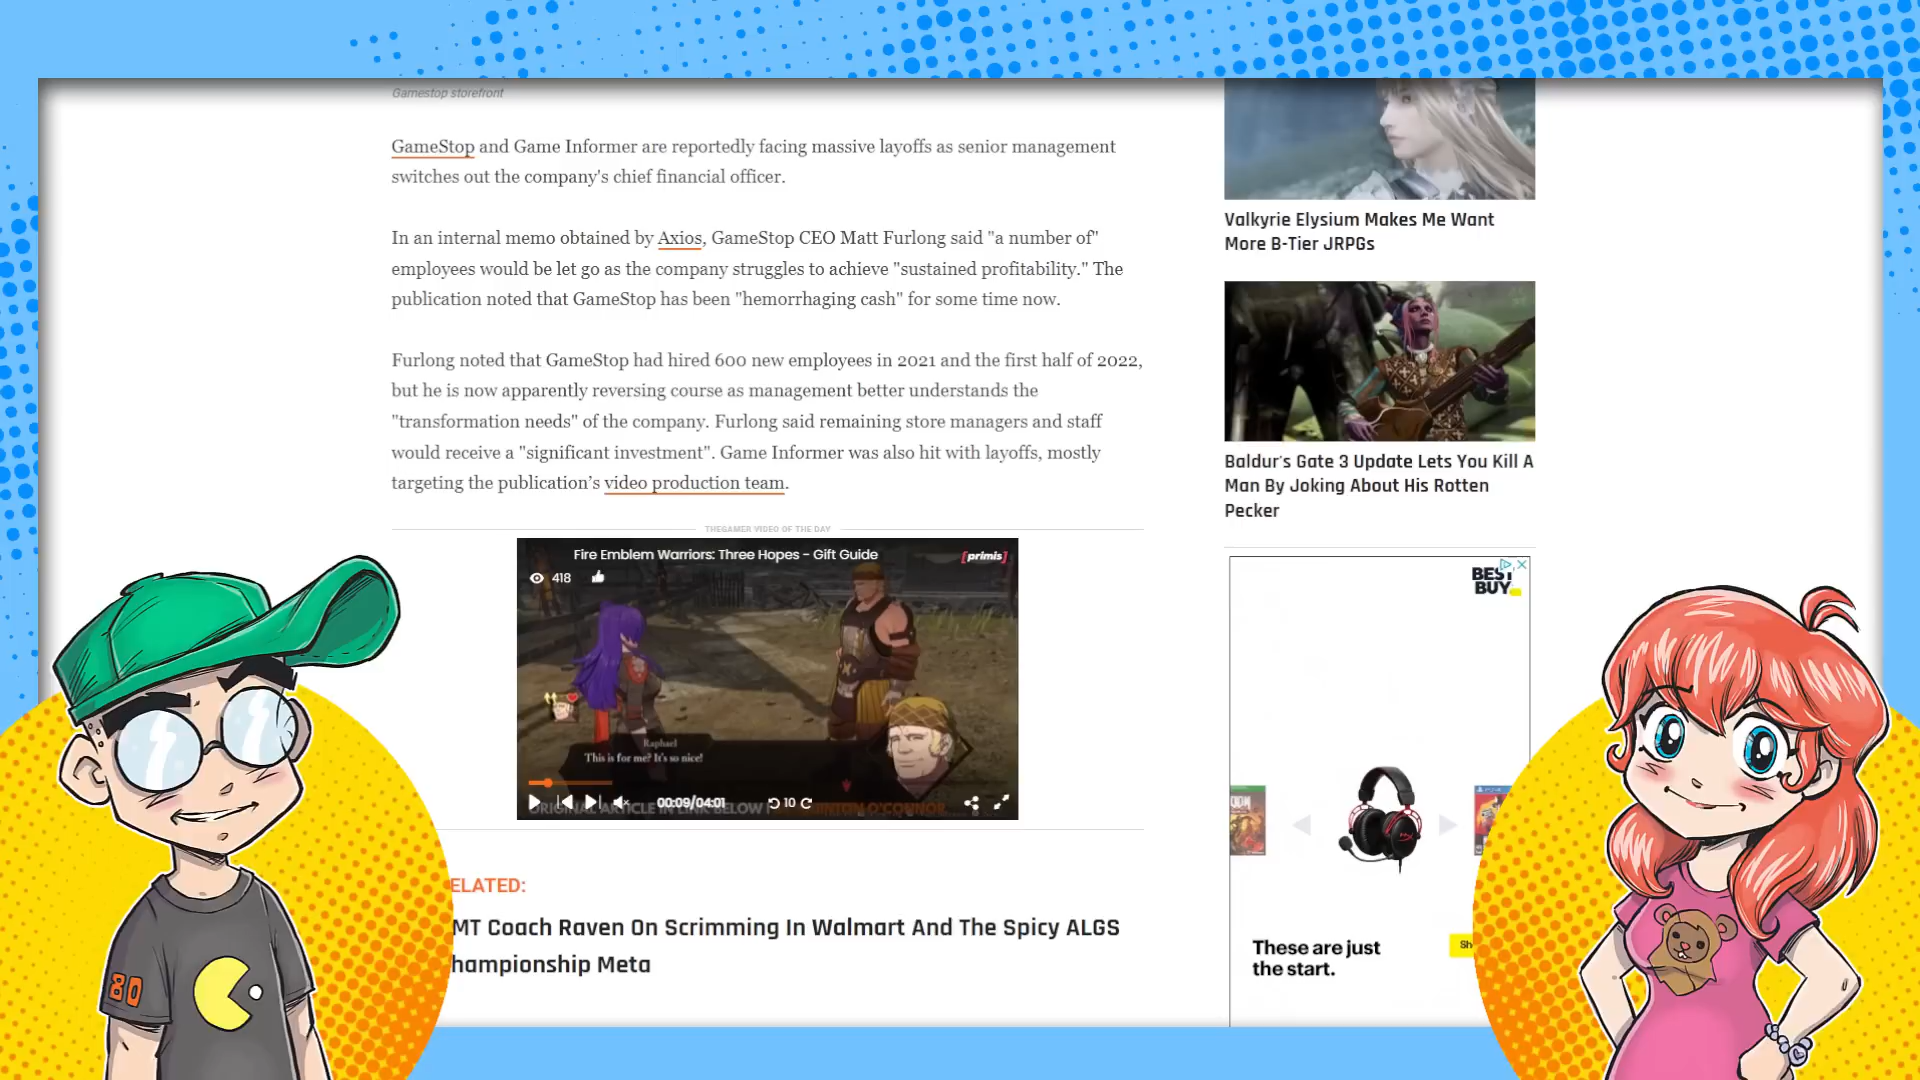 Gamestop storefront
GameStop and Game Informer are reportedly facing massive layoffs as senior management
switches out the company's chief financial officer.
In an internal memo obtained by Axios, GameStop CEO Matt Furlong said "a number of"
employees would be let go as the company struggles to achieve "sustained profitability." The
publication noted that GameStop has been "hemorrhaging cash" for some time now.
Furlong noted that GameStop had hired 600 new employees in 2021 and the first half of 2022,
but he is now apparently reversing course as management better understands the
"transformation needs" of the company. Furlong said remaining store managers and staff
would receive a "significant investment". Game Informer was also hit with layoffs, mostly
targeting the publication's video production team.
THEGAMER VIDEO OF THE DAY
Fire Emblem Warriors: Three Hopes - Gift Guide
[primis]
418
Raphael
This is for me? It's so nice!
00:09/04:01
10
ORIGINAL ARTICLE IN LINK BELOW
O'CONNOR
ELATED:
MT Coach Raven On Scrimming In Walmart And The Spicy ALGS
hampionship Meta
Valkyrie Elysium Makes Me Want
More B-Tier JRPGs
Baldur's Gate 3 Update Lets You Kill A
Man By Joking About His Rotten
Pecker
BEST
BUY
These are just
the start.
Sh
80